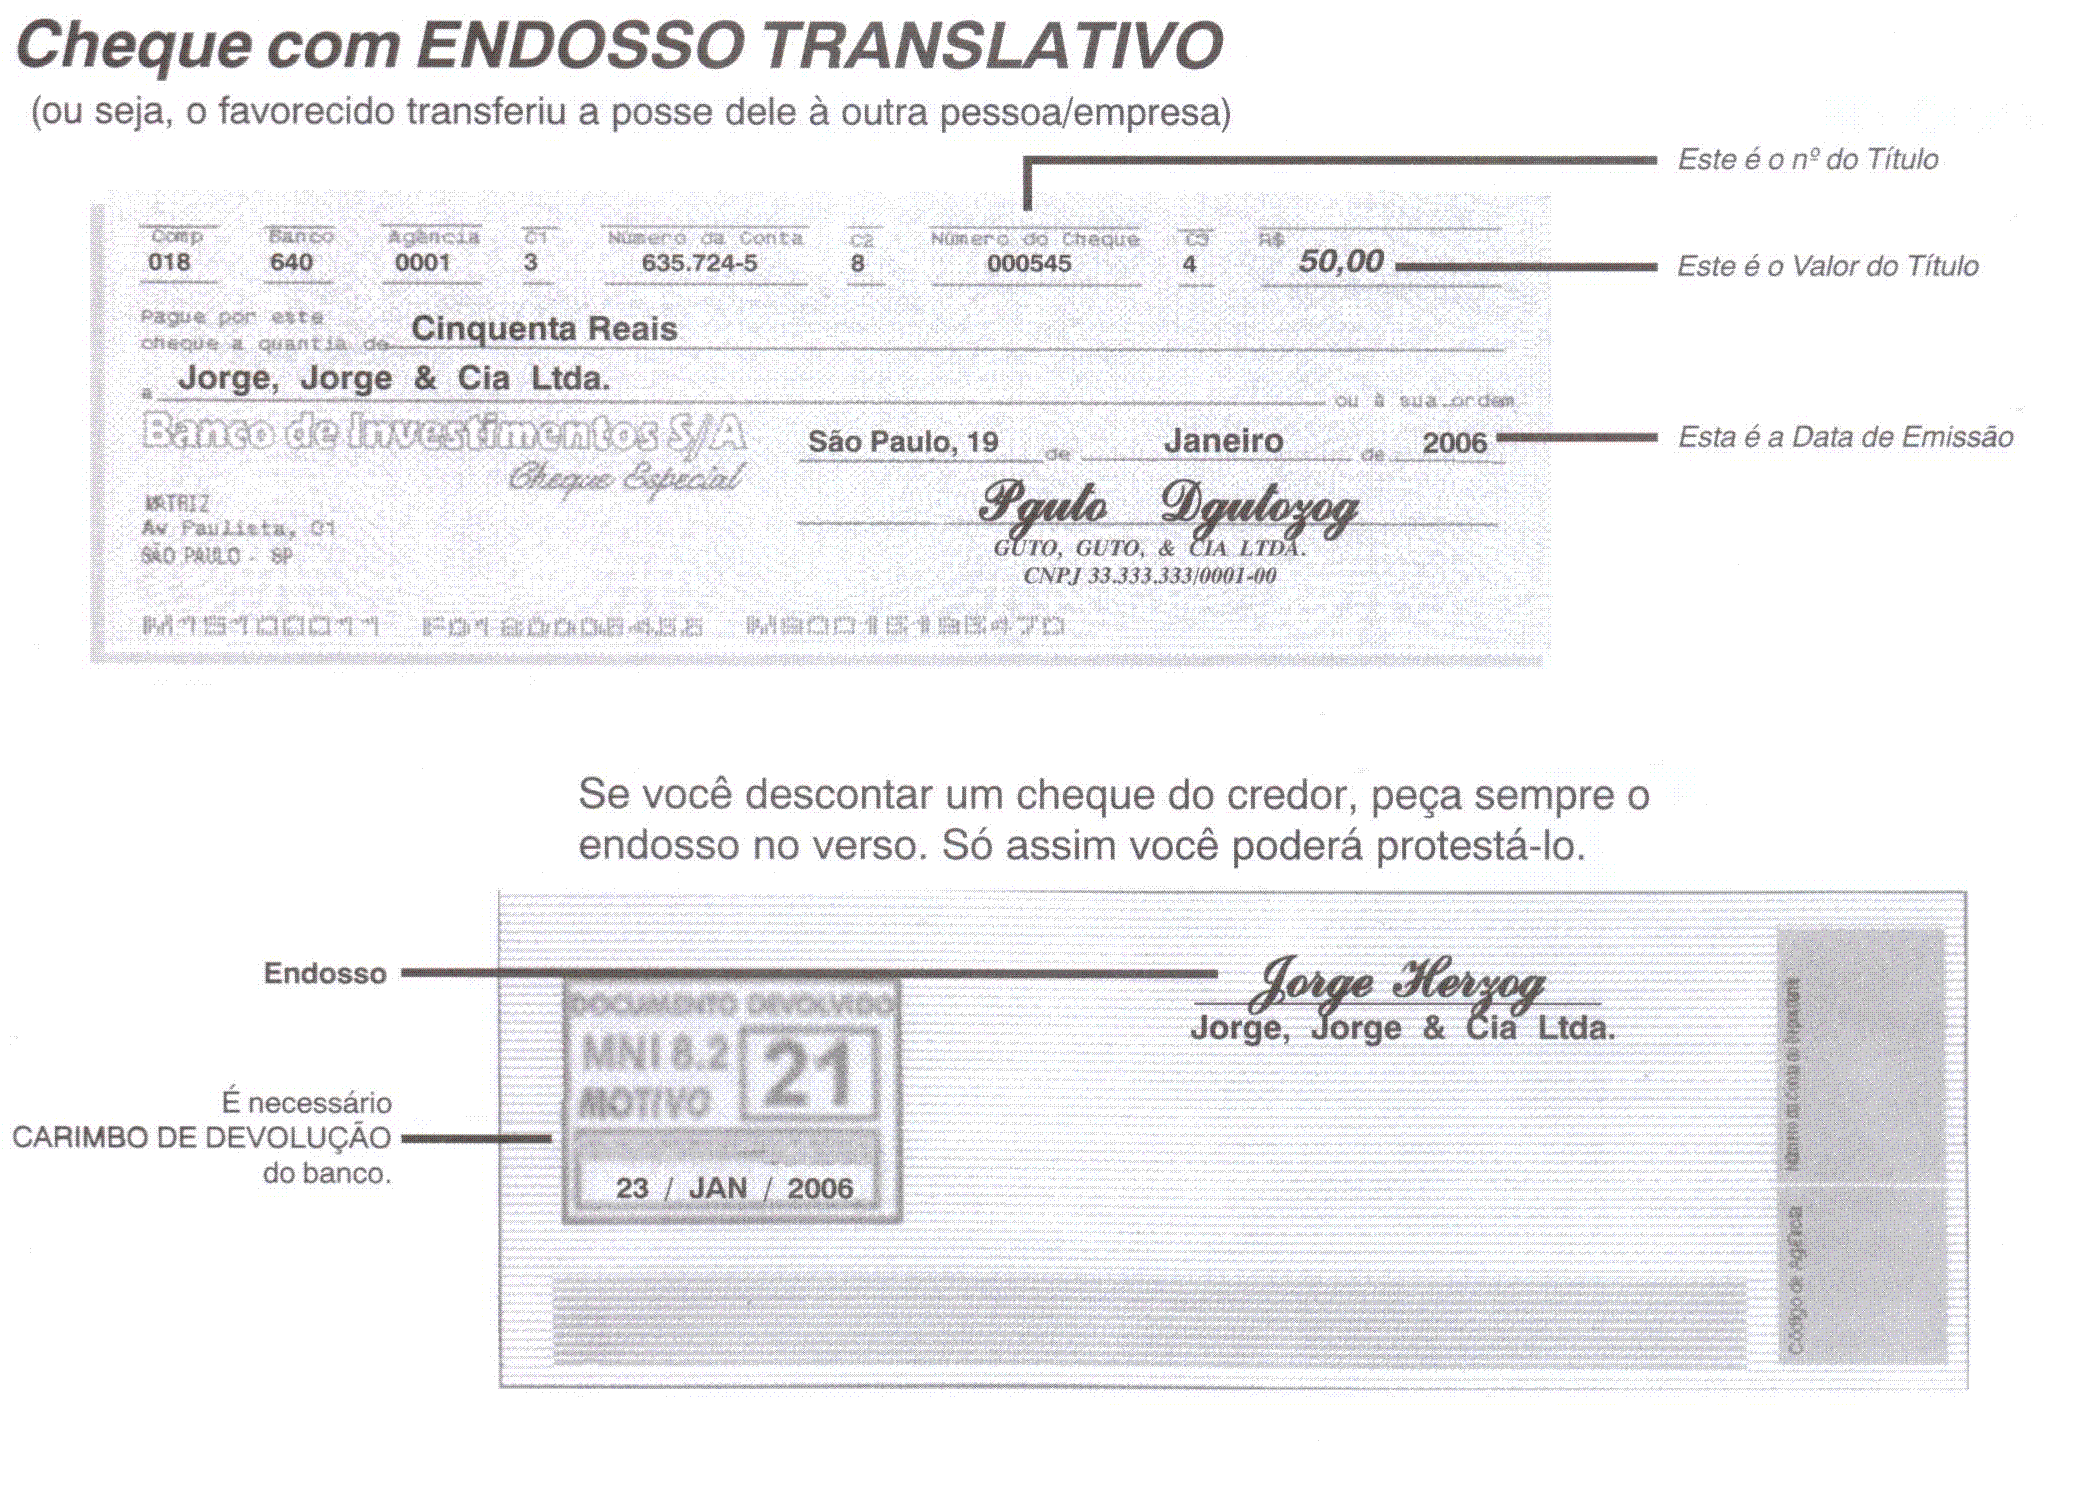 Cheque com ENDOSSO TRANSLATIVO
(ou seja, o favorecido transferiu a posse dele à outra pessoa/empresa)
Este é o nº do Título
Comp Banco Agência C1 Número da Conta C2 Número do Cheque C3 R$
018 640 0001 3 635.724-5 8 000545 4 50,00
Este é o Valor do Título
Pague por este
cheque a quantia de Cinquenta Reais
a Jorge, Jorge & Cia Ltda. ou à sua ordem
Banco de Investimentos S/A
Cheque Especial
São Paulo, 19 de Janeiro de 2006
Esta é a Data de Emissão
MATRIZ
Av Paulista, 01
SÃO PAULO - SP
Pguto Dgutozog
GUTO, GUTO, & CIA LTDA.
CNPJ 33.333.333/0001-00
Se você descontar um cheque do credor, peça sempre o
endosso no verso. Só assim você poderá protestá-lo.
Endosso
Jorge Herzog
Jorge, Jorge & Cia Ltda.
DOCUMENTO DEVOLVIDO
MNI 8.2
MOTIVO 21
23 / JAN / 2006
É necessário
CARIMBO DE DEVOLUÇÃO
do banco.
Código de Agência